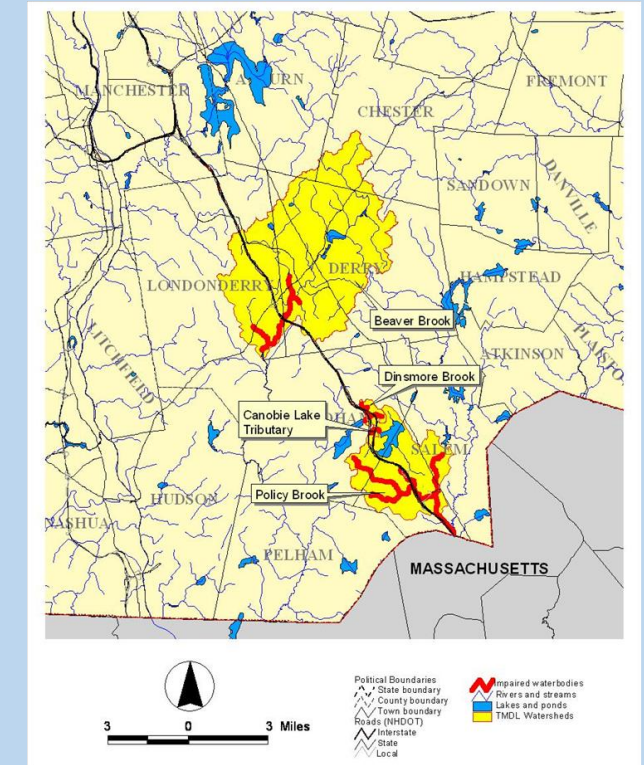 MANCHESTER
AUBURN
FREMONT
CHESTER
SANDOWN
DANVILLE
LONDONDERRY
DERRY
HAMPSTEAD
Beaver Brook
LITCHFIELD
ATKINSON
Dinsmore Brook
Canobie Lake
Tributary
SALEM
Policy Brook
HUDSON
PELHAM
MASSACHUSETTS
3 0 3 Miles
Political Boundaries
State boundary
County boundary
Town boundary
Roads (NHDOT)
Interstate
State
Local
Impaired waterbodies
Rivers and streams
Lakes and ponds
TMDL Watersheds